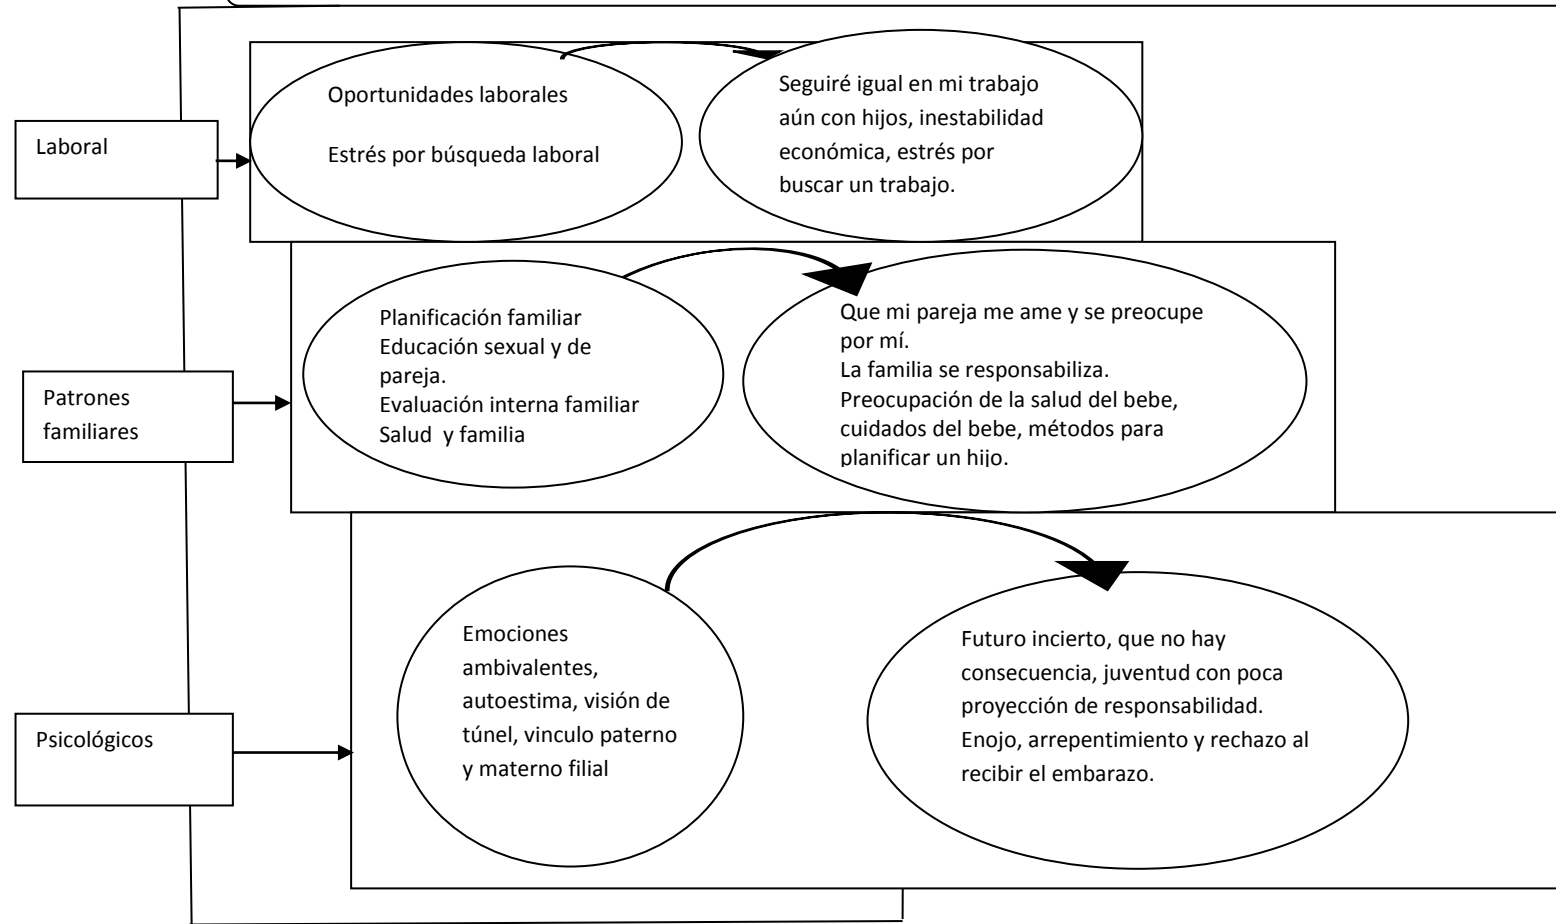 Laboral
Oportunidades laborales
Estrés por búsqueda laboral
Seguiré igual en mi trabajo
aún con hijos, inestabilidad
económica, estrés por
buscar un trabajo.
Patrones
familiares
Planificación familiar
Educación sexual y de
pareja.
Evaluación interna familiar
Salud y familia
Que mi pareja me ame y se preocupe
por mí.
La familia se responsabiliza.
Preocupación de la salud del bebe,
cuidados del bebe, métodos para
planificar un hijo.
Psicológicos
Emociones
ambivalentes,
autoestima, visión de
túnel, vinculo paterno
y materno filial
Futuro incierto, que no hay
consecuencia, juventud con poca
proyección de responsabilidad.
Enojo, arrepentimiento y rechazo al
recibir el embarazo.